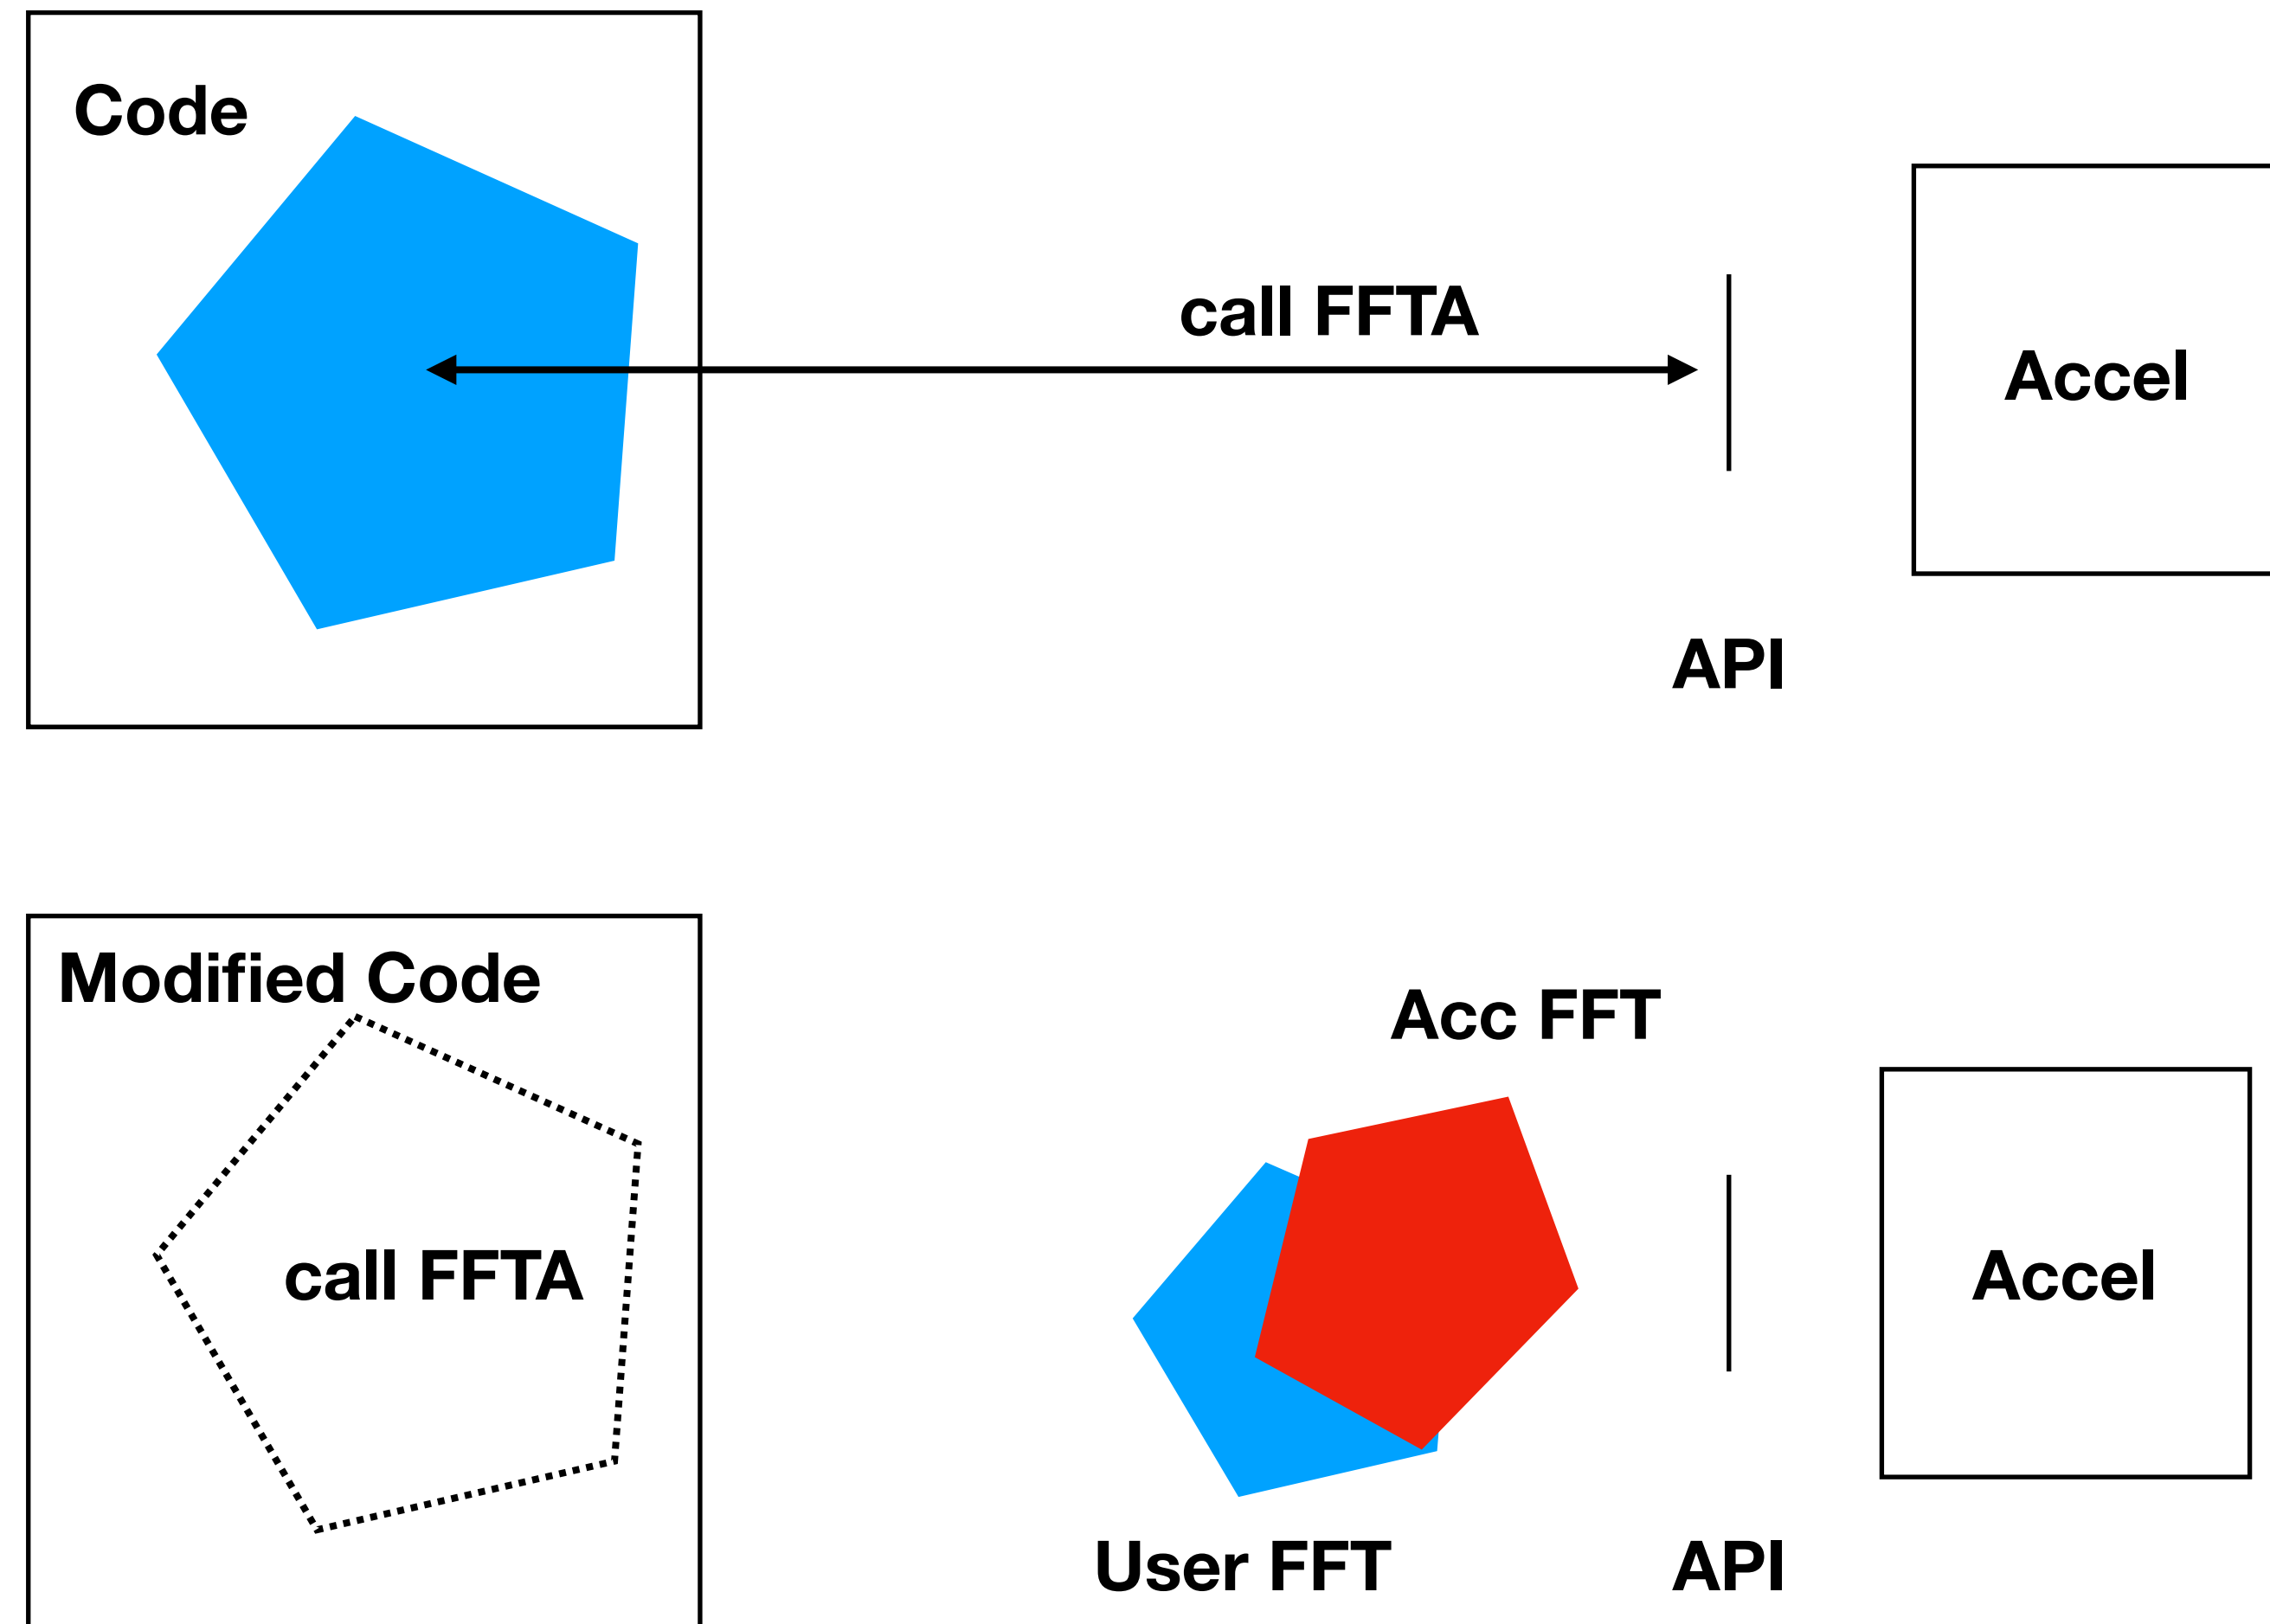 Code
call FFTA
Accel
API
Modified Code
Acc FFT
call FFTA
Accel
User FFT
API